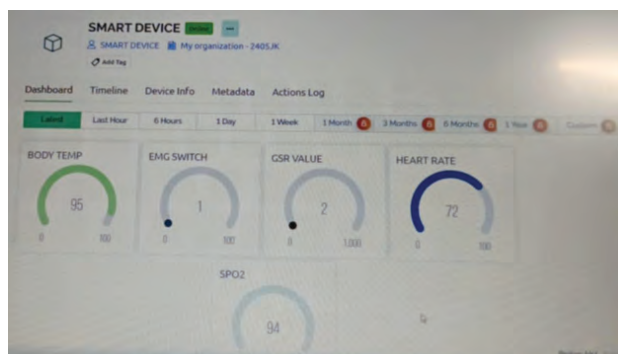 SMART DEVICE
SMART DEVICE My organization - 2405JK
Add Tag
Dashboard Timeline Device Info Metadata Actions Log
Latest Last Hour 6 Hours 1 Day 1 Week 1 Month 3 Months 6 Months 1 Year Custom
BODY TEMP EMG SWITCH GSR VALUE HEART RATE
95 1 2 72
0 100 0 100 0 1,000 0 100
SPO2
94